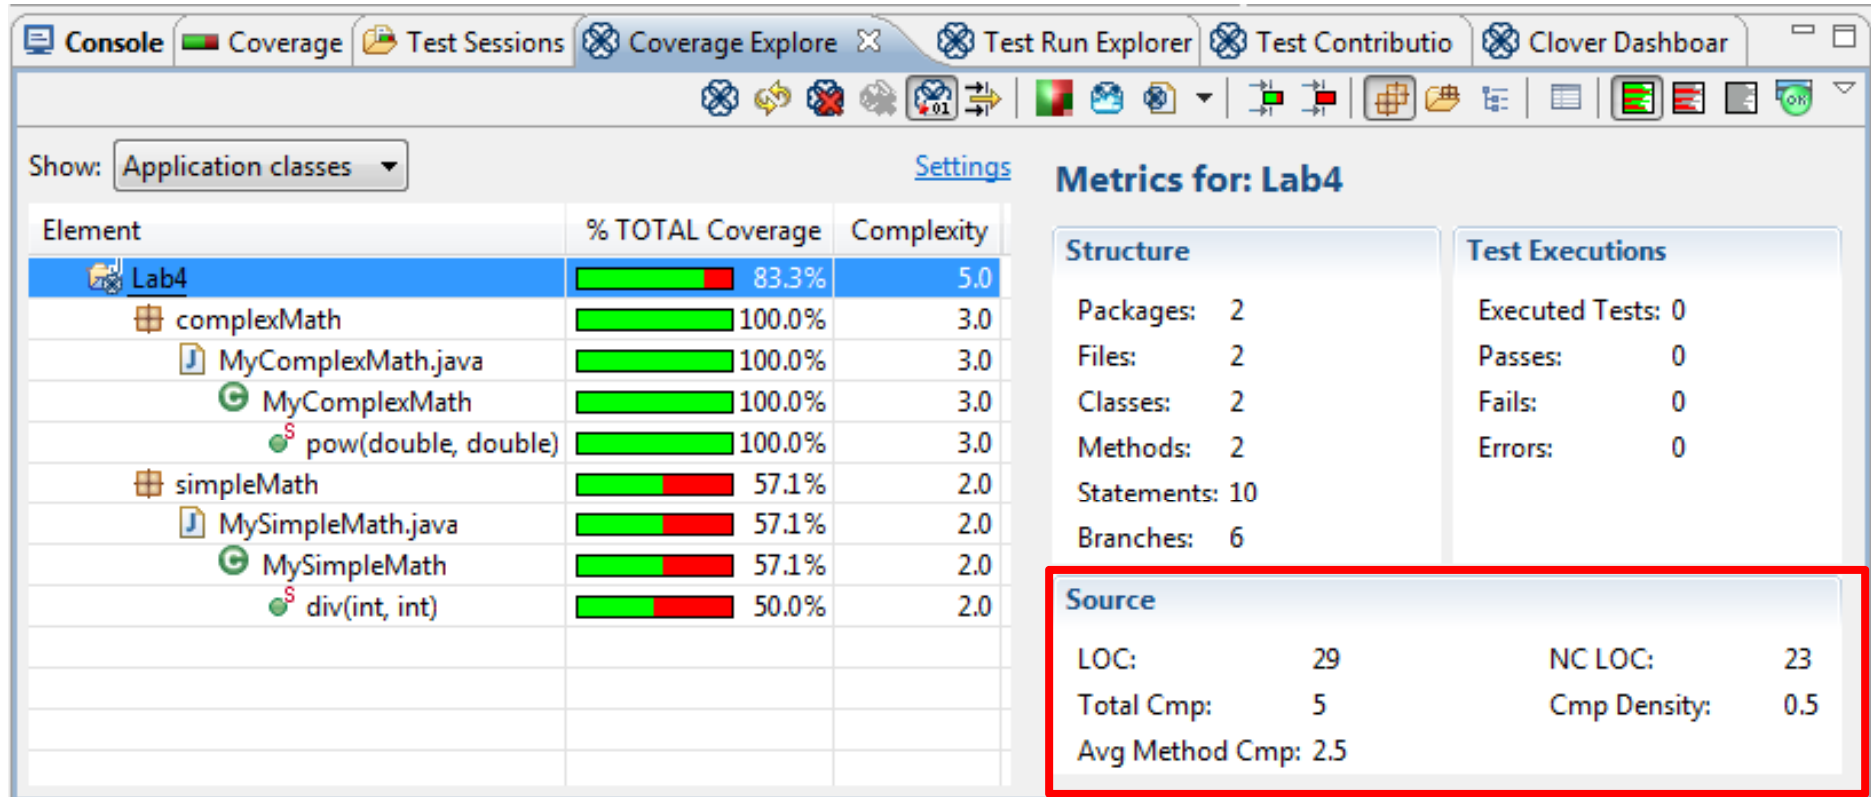 Console Coverage Test Sessions Coverage Explore Test Run Explorer Test Contributio Clover Dashboar
01 OK
Show: Application classes Settings
Element % TOTAL Coverage Complexity
Lab4 83.3% 5.0
complexMath 100.0% 3.0
J MyComplexMath.java 100.0% 3.0
C MyComplexMath 100.0% 3.0
S pow(double, double) 100.0% 3.0
simpleMath 57.1% 2.0
J MySimpleMath.java 57.1% 2.0
C MySimpleMath 57.1% 2.0
S div(int, int) 50.0% 2.0
Metrics for: Lab4
Structure
Packages: 2
Files: 2
Classes: 2
Methods: 2
Statements: 10
Branches: 6
Test Executions
Executed Tests: 0
Passes: 0
Fails: 0
Errors: 0
Source
LOC: 29 NC LOC: 23
Total Cmp: 5 Cmp Density: 0.5
Avg Method Cmp: 2.5